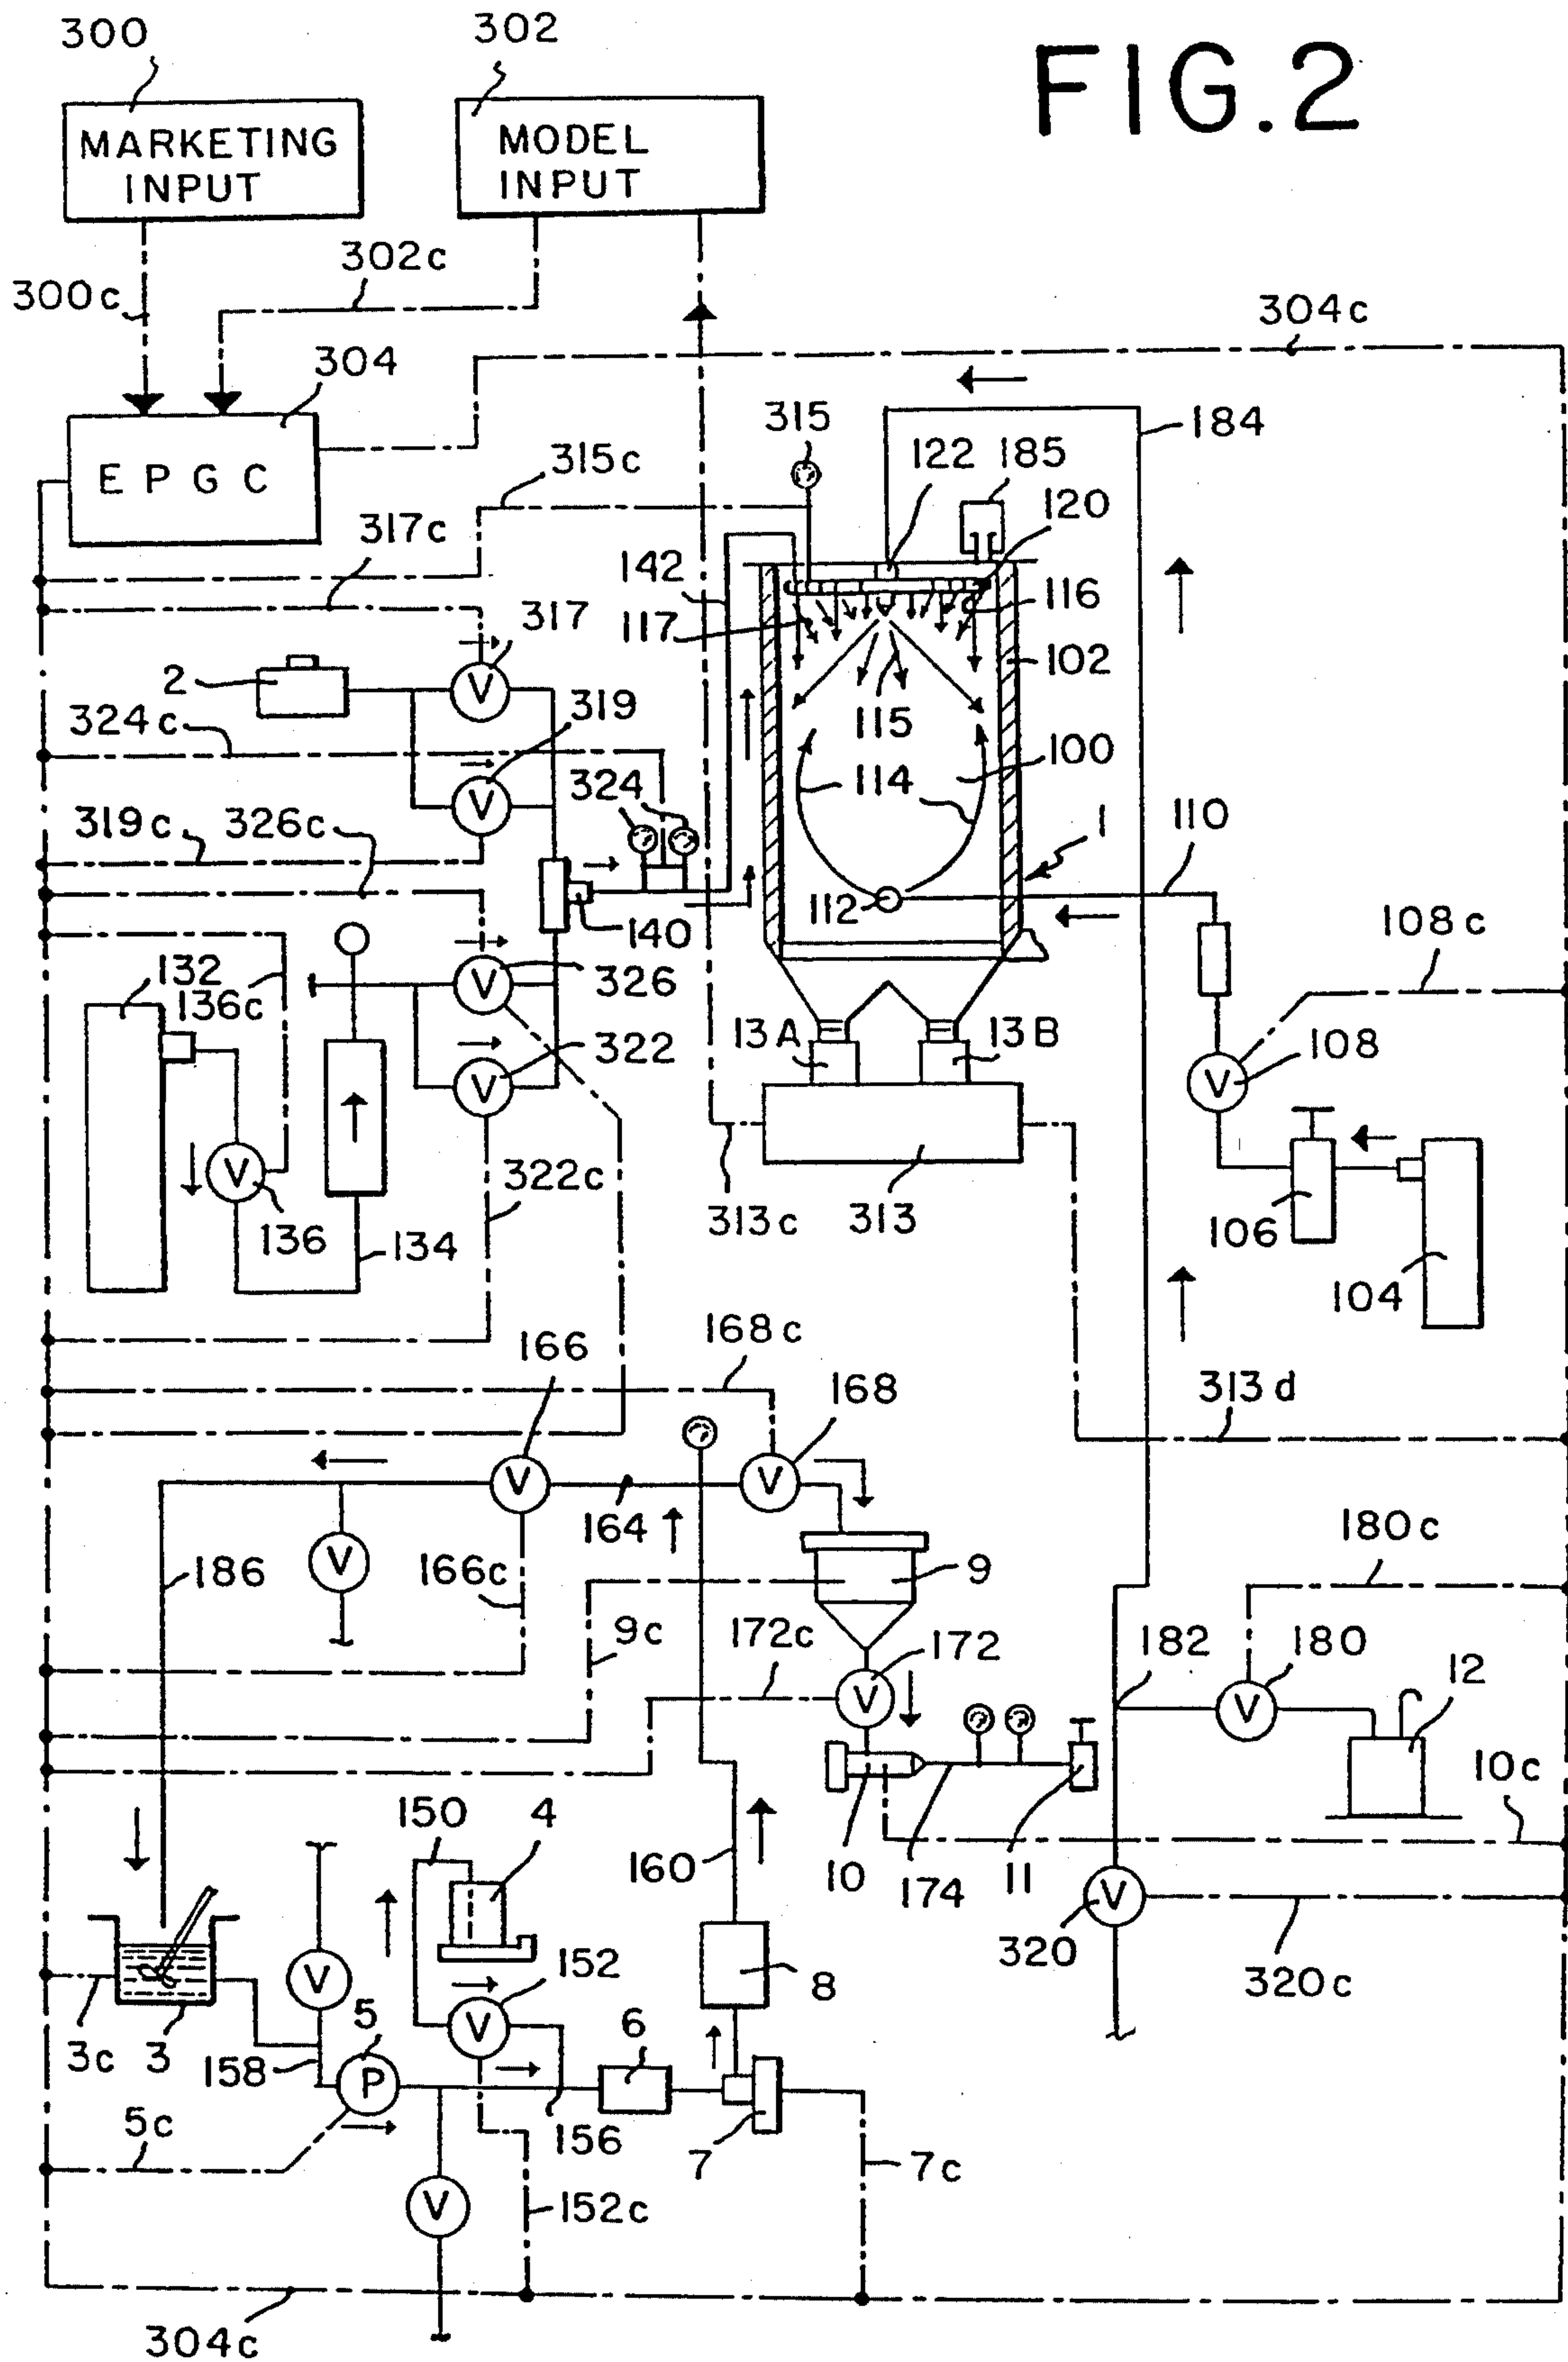 FIG.2
300
302
MARKETING
INPUT
MODEL
INPUT
302c
300c
304c
304
315
184
E P G C
315c
122
185
120
317c
142
317
117
116
2
102
324c
319
115
100
324
114
319c
326c
1
110
112
140
108c
132
136c
326
13A
13B
322
108
V
V
V
V
V
V
322c
136
134
313c
313
106
104
168c
166
168
313d
V
V
164
180c
186
V
166c
9
9c
172c
172
182
180
12
V
V
10c
150
4
160
10
174
11
V
320
320c
152
8
V
V
3c
3
5
6
158
P
156
7
5c
7c
V
152c
304c